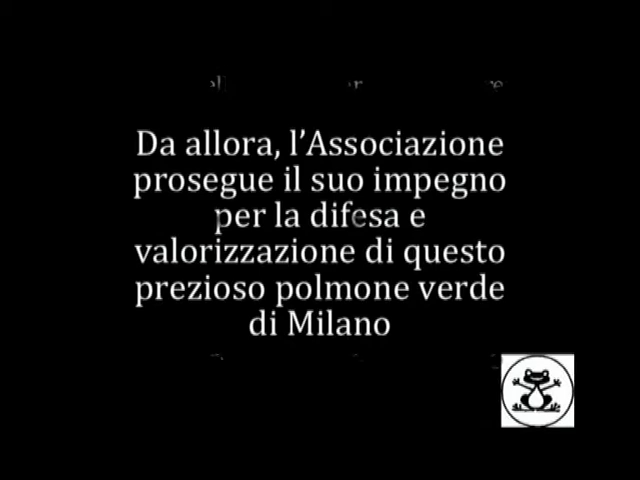 Da allora, l’Associazione
prosegue il suo impegno
per la difesa e
valorizzazione di questo
prezioso polmone verde
di Milano